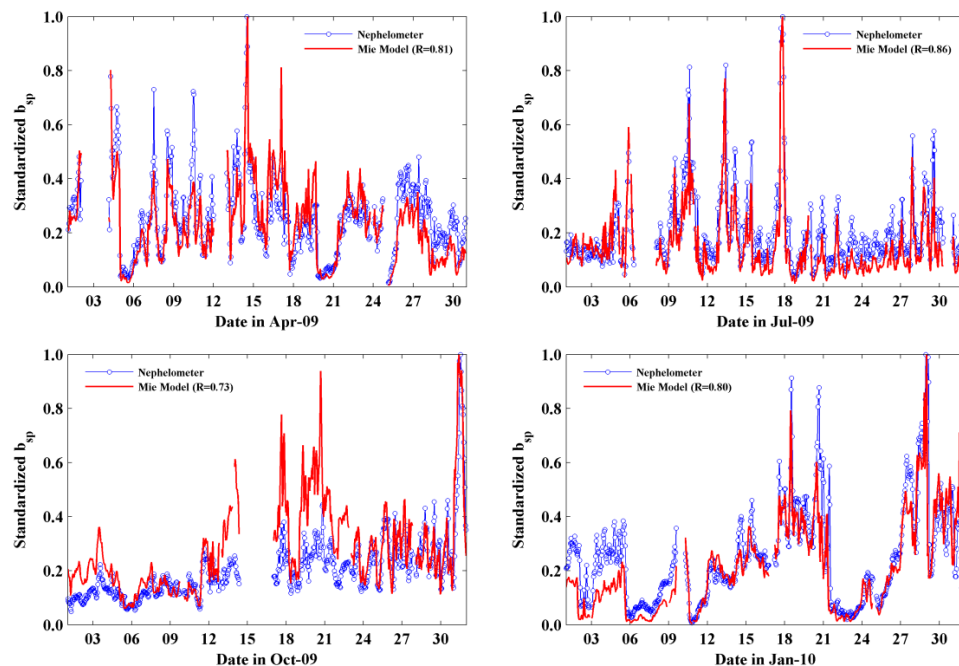 Nephelometer
Mie Model (R=0.81)
Standardized b_sp
1.0
0.8
0.6
0.4
0.2
0.0
03 06 09 12 15 18 21 24 27 30
Date in Apr-09
Nephelometer
Mie Model (R=0.86)
Standardized b_sp
1.0
0.8
0.6
0.4
0.2
0.0
03 06 09 12 15 18 21 24 27 30
Date in Jul-09
Nephelometer
Mie Model (R=0.73)
Standardized b_sp
1.0
0.8
0.6
0.4
0.2
0.0
03 06 09 12 15 18 21 24 27 30
Date in Oct-09
Nephelometer
Mie Model (R=0.80)
Standardized b_sp
1.0
0.8
0.6
0.4
0.2
0.0
03 06 09 12 15 18 21 24 27 30
Date in Jan-10